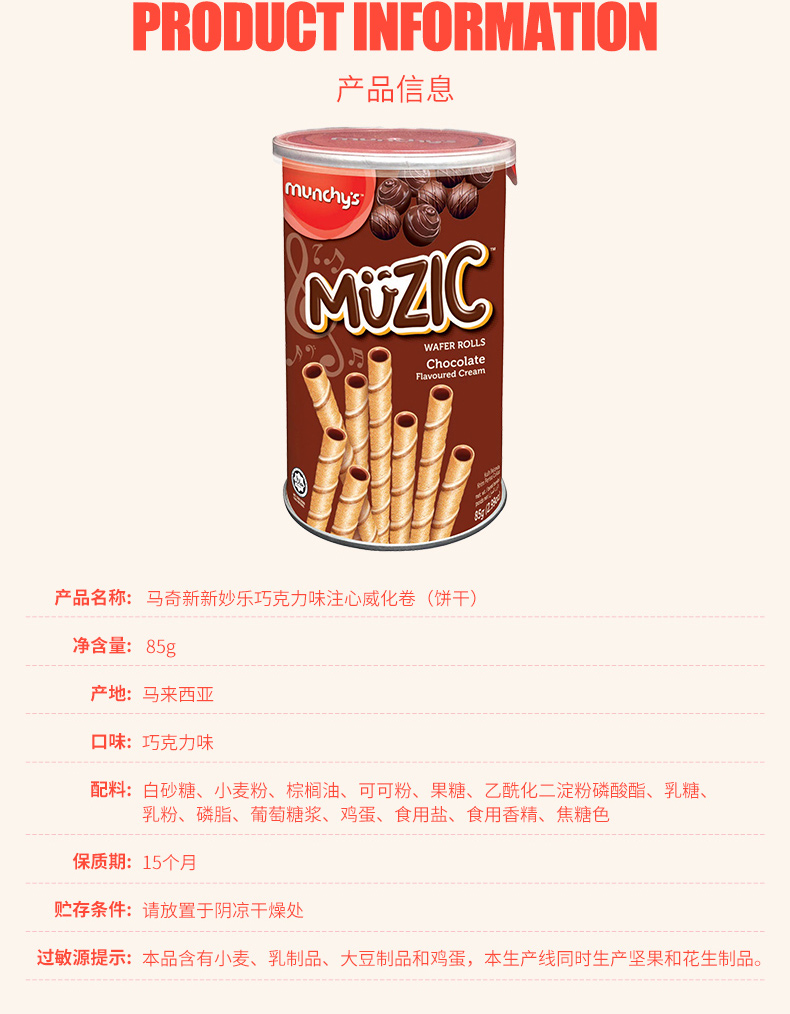 PRODUCT INFORMATION
产品信息
munchy's
munchy's
MüZIC™
WAFER ROLLS
Chocolate
Flavoured Cream
85g (2.99oz)
产品名称: 马奇新新妙乐巧克力味注心威化卷（饼干）
净含量: 85g
产地: 马来西亚
口味: 巧克力味
配料: 白砂糖、小麦粉、棕榈油、可可粉、果糖、乙酰化二淀粉磷酸酯、乳糖、
乳粉、磷脂、葡萄糖浆、鸡蛋、食用盐、食用香精、焦糖色
保质期: 15个月
贮存条件: 请放置于阴凉干燥处
过敏源提示: 本品含有小麦、乳制品、大豆制品和鸡蛋，本生产线同时生产坚果和花生制品。